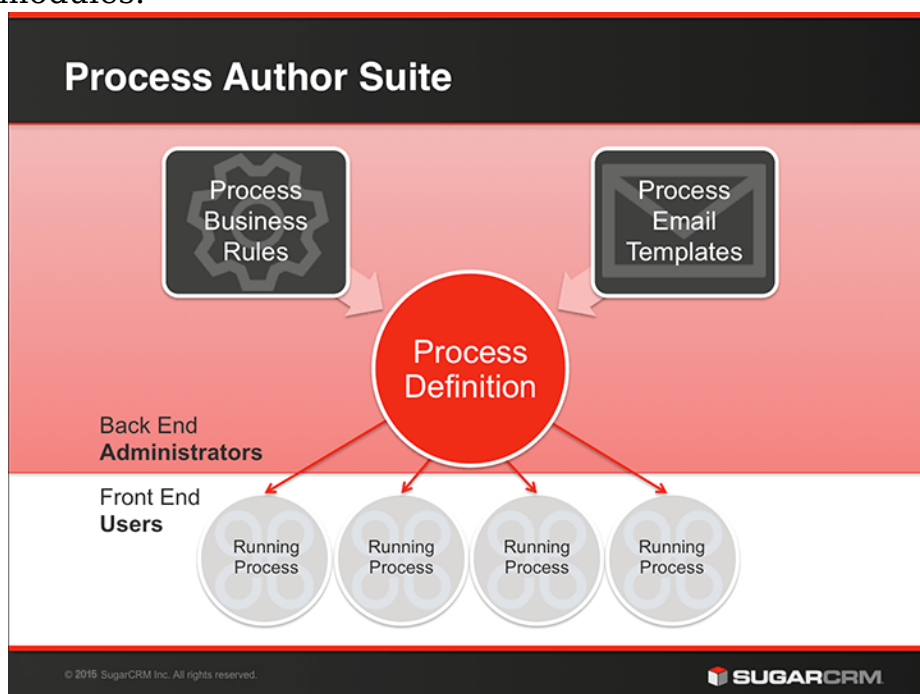 modules.
Process Author Suite
Process
Business
Rules
Process
Email
Templates
Process
Definition
Back End
Administrators
Front End
Users
Running
Process
Running
Process
Running
Process
Running
Process
© 2015 SugarCRM Inc. All rights reserved.
SUGARCRM